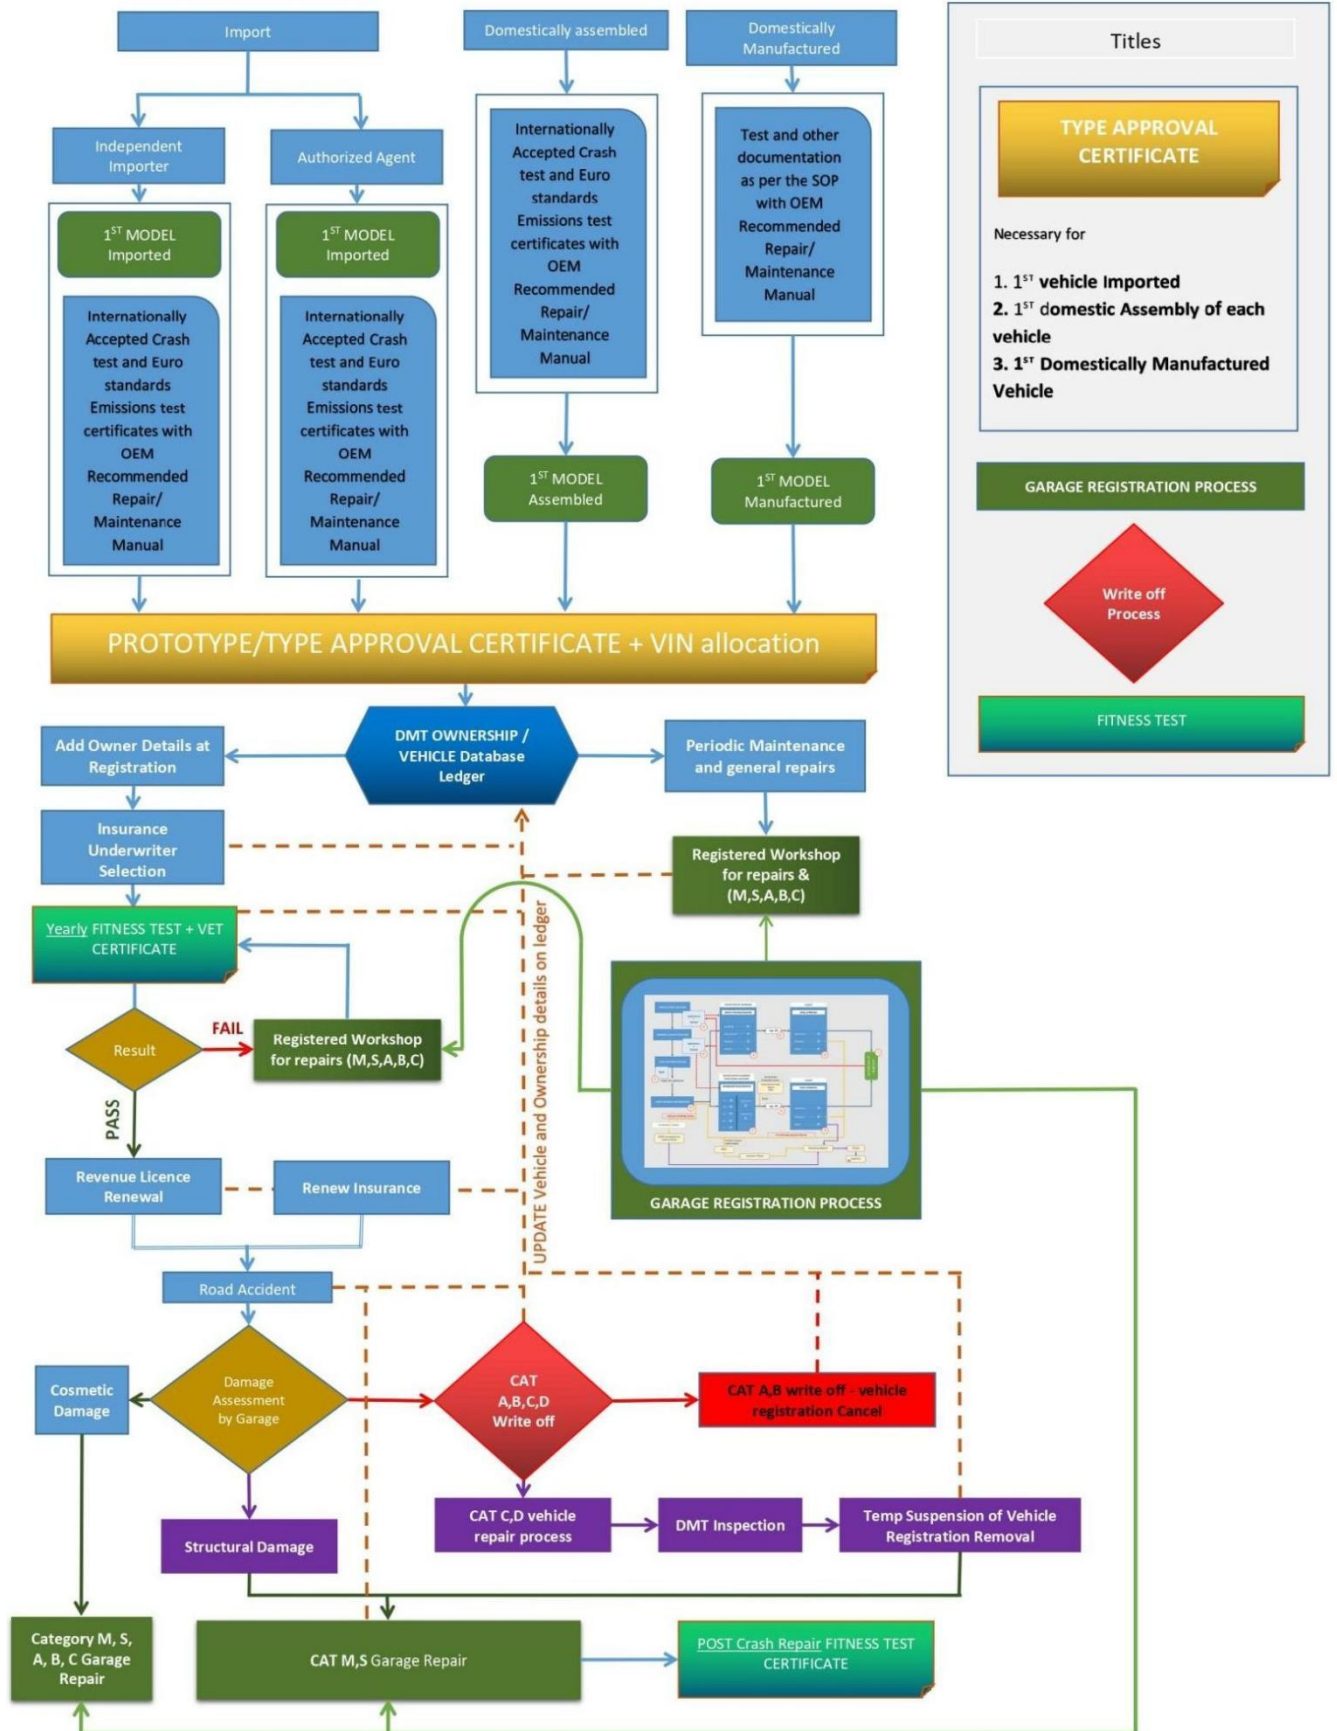 Import
Domestically assembled
Domestically
Manufactured
Independent
Importer
Authorized Agent
1ST MODEL
Imported
Internationally
Accepted Crash
test and Euro
standards
Emissions test
certificates with
OEM
Recommended
Repair/
Maintenance
Manual
1ST MODEL
Imported
Internationally
Accepted Crash
test and Euro
standards
Emissions test
certificates with
OEM
Recommended
Repair/
Maintenance
Manual
Internationally
Accepted Crash
test and Euro
standards
Emissions test
certificates with
OEM
Recommended
Repair/
Maintenance
Manual
1ST MODEL
Assembled
Test and other
documentation
as per the SOP
with OEM
Recommended
Repair/
Maintenance
Manual
1ST MODEL
Manufactured
Titles
TYPE APPROVAL
CERTIFICATE
Necessary for
1. 1ST vehicle Imported
2. 1ST domestic Assembly of each
vehicle
3. 1ST Domestically Manufactured
Vehicle
GARAGE REGISTRATION PROCESS
Write off
Process
FITNESS TEST
PROTOTYPE/TYPE APPROVAL CERTIFICATE + VIN allocation
Add Owner Details at
Registration
DMT OWNERSHIP /
VEHICLE Database
Ledger
Periodic Maintenance
and general repairs
Insurance
Underwriter
Selection
Registered Workshop
for repairs &
(M,S,A,B,C)
Yearly FITNESS TEST + VET
CERTIFICATE
Result
FAIL
Registered Workshop
for repairs (M,S,A,B,C)
PASS
UPDATE Vehicle and Ownership details on ledger
GARAGE REGISTRATION PROCESS
Revenue Licence
Renewal
Renew Insurance
Road Accident
Cosmetic
Damage
Damage
Assessment
by Garage
CAT
A,B,C,D
Write off
CAT A,B write off - vehicle
registration Cancel
Structural Damage
CAT C,D vehicle
repair process
DMT Inspection
Temp Suspension of Vehicle
Registration Removal
Category M, S,
A, B, C Garage
Repair
CAT M,S Garage Repair
POST Crash Repair FITNESS TEST
CERTIFICATE